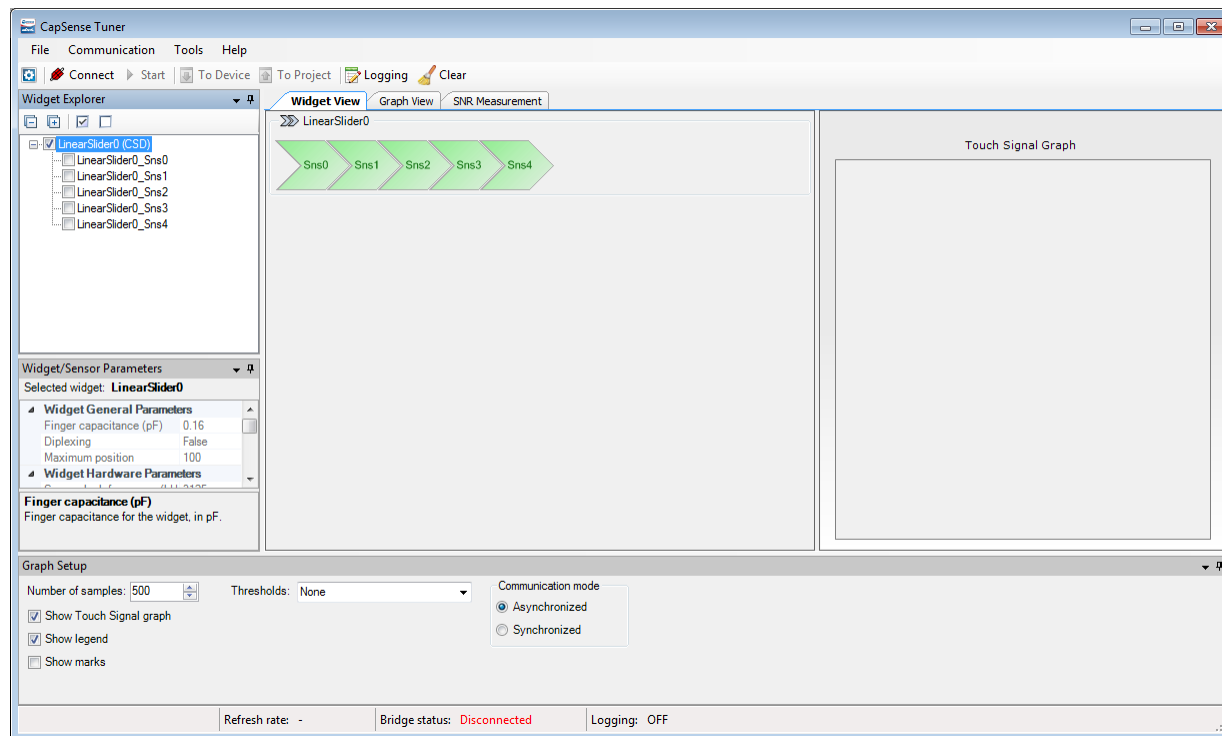 CapSense Tuner
File Communication Tools Help
Connect Start To Device To Project Logging Clear
Widget Explorer
Widget View Graph View SNR Measurement
LinearSlider0 (CSD)
LinearSlider0_Sns0
LinearSlider0_Sns1
LinearSlider0_Sns2
LinearSlider0_Sns3
LinearSlider0_Sns4
LinearSlider0
Sns0 Sns1 Sns2 Sns3 Sns4
Touch Signal Graph
Widget/Sensor Parameters
Selected widget: LinearSlider0
Widget General Parameters
Finger capacitance (pF) 0.16
Diplexing False
Maximum position 100
Widget Hardware Parameters
Finger capacitance (pF)
Finger capacitance for the widget, in pF.
Graph Setup
Number of samples: 500 Thresholds: None
Show Touch Signal graph
Show legend
Show marks
Communication mode
Asynchronized
Synchronized
Refresh rate: - Bridge status: Disconnected Logging: OFF